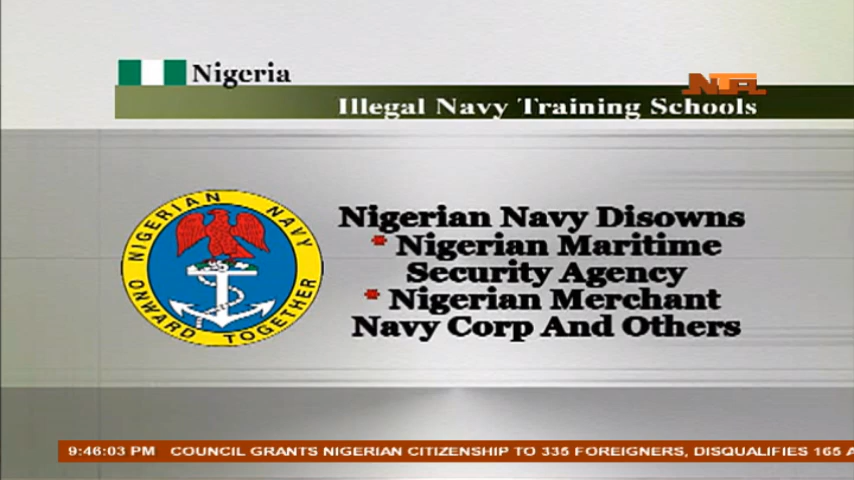 Nigeria
NTA
Illegal Navy Training Schools
NIGERIAN NAVY
ONWARD TOGETHER
Nigerian Navy Disowns
* Nigerian Maritime
Security Agency
* Nigerian Merchant
Navy Corp And Others
9:46:03 PM COUNCIL GRANTS NIGERIAN CITIZENSHIP TO 335 FOREIGNERS, DISQUALIFIES 165 A